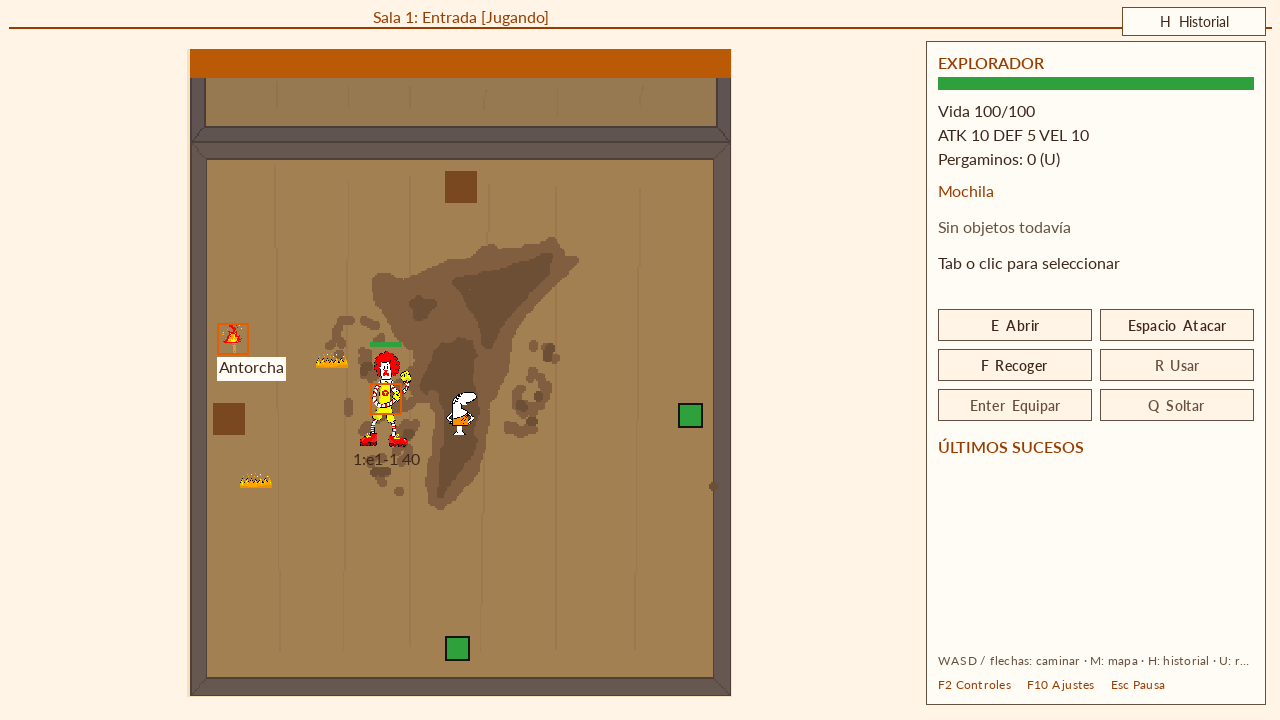 Sala 1: Entrada [Jugando]
H Historial
EXPLORADOR
Vida 100/100
ATK 10 DEF 5 VEL 10
Pergaminos: 0 (U)
Mochila
Sin objetos todavía
Tab o clic para seleccionar
E Abrir
Espacio Atacar
F Recoger
R Usar
Enter Equipar
Q Soltar
ÚLTIMOS SUCESOS
Antorcha
1:e1-1 40
WASD / flechas: caminar · M: mapa · H: historial · U: r...
F2 Controles F10 Ajustes Esc Pausa